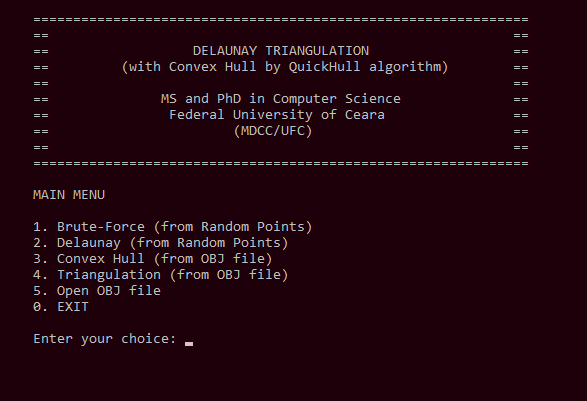 ==============================================================
==                                                          ==
==                  DELAUNAY TRIANGULATION                  ==
==         (with Convex Hull by QuickHull algorithm)        ==
==                                                          ==
==              MS and PhD in Computer Science              ==
==               Federal University of Ceara                ==
==                       (MDCC/UFC)                         ==
==                                                          ==
==============================================================
MAIN MENU
1. Brute-Force (from Random Points)
2. Delaunay (from Random Points)
3. Convex Hull (from OBJ file)
4. Triangulation (from OBJ file)
5. Open OBJ file
0. EXIT
Enter your choice: _